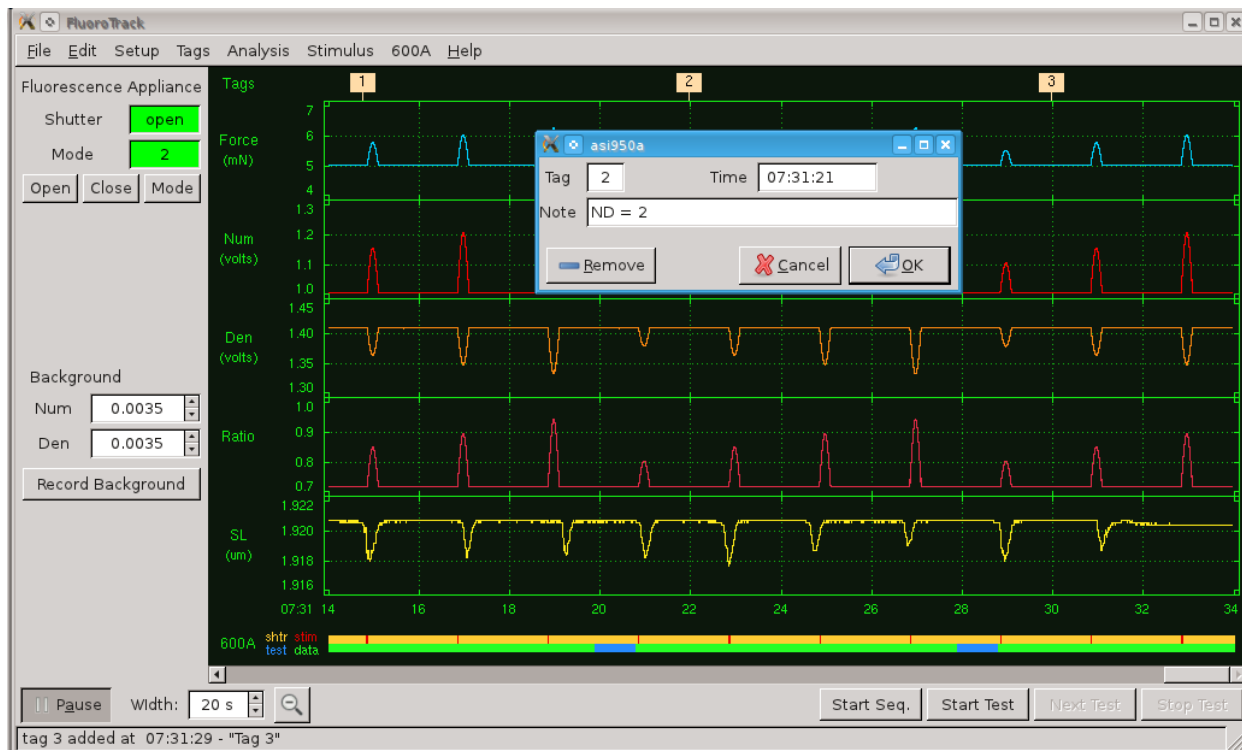 FluoroTrack
File Edit Setup Tags Analysis Stimulus 600A Help
Fluorescence Appliance
Shutter open
Mode 2
Open Close Mode
Background
Num 0.0035
Den 0.0035
Record Background
Tags 1 2 3
Force
(mN)
7
6
5
4
Num
(volts)
1.3
1.2
1.1
1.0
Den
(volts)
1.45
1.40
1.35
1.30
Ratio
1.0
0.9
0.8
0.7
SL
(um)
1.922
1.920
1.918
1.916
07:31 14 16 18 20 22 24 26 28 30 32 34
600A
shtr stim
test data
asi950a
Tag 2 Time 07:31:21
Note ND = 2
Remove Cancel OK
Pause WIdth: 20 s Start Seq. Start Test Next Test Stop Test
tag 3 added at 07:31:29 - "Tag 3"